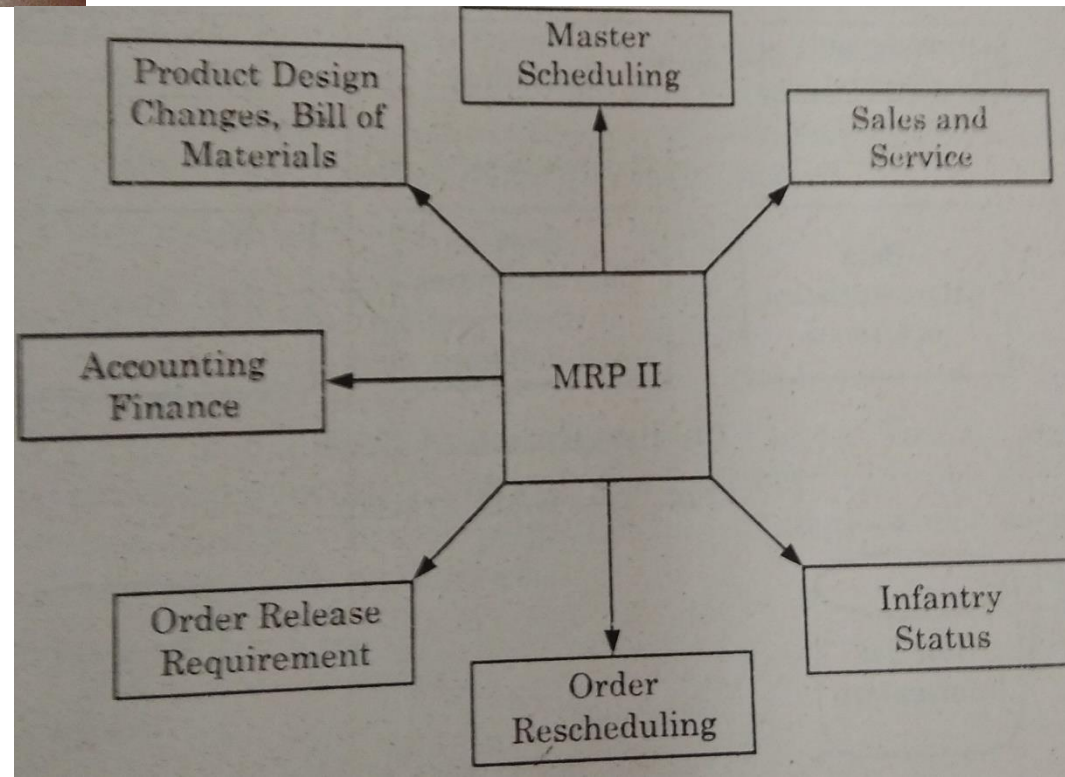 Master
Scheduling
Product Design
Changes, Bill of
Materials
Sales and
Service
Accounting
Finance
MRP II
Order Release
Requirement
Infantry
Status
Order
Rescheduling